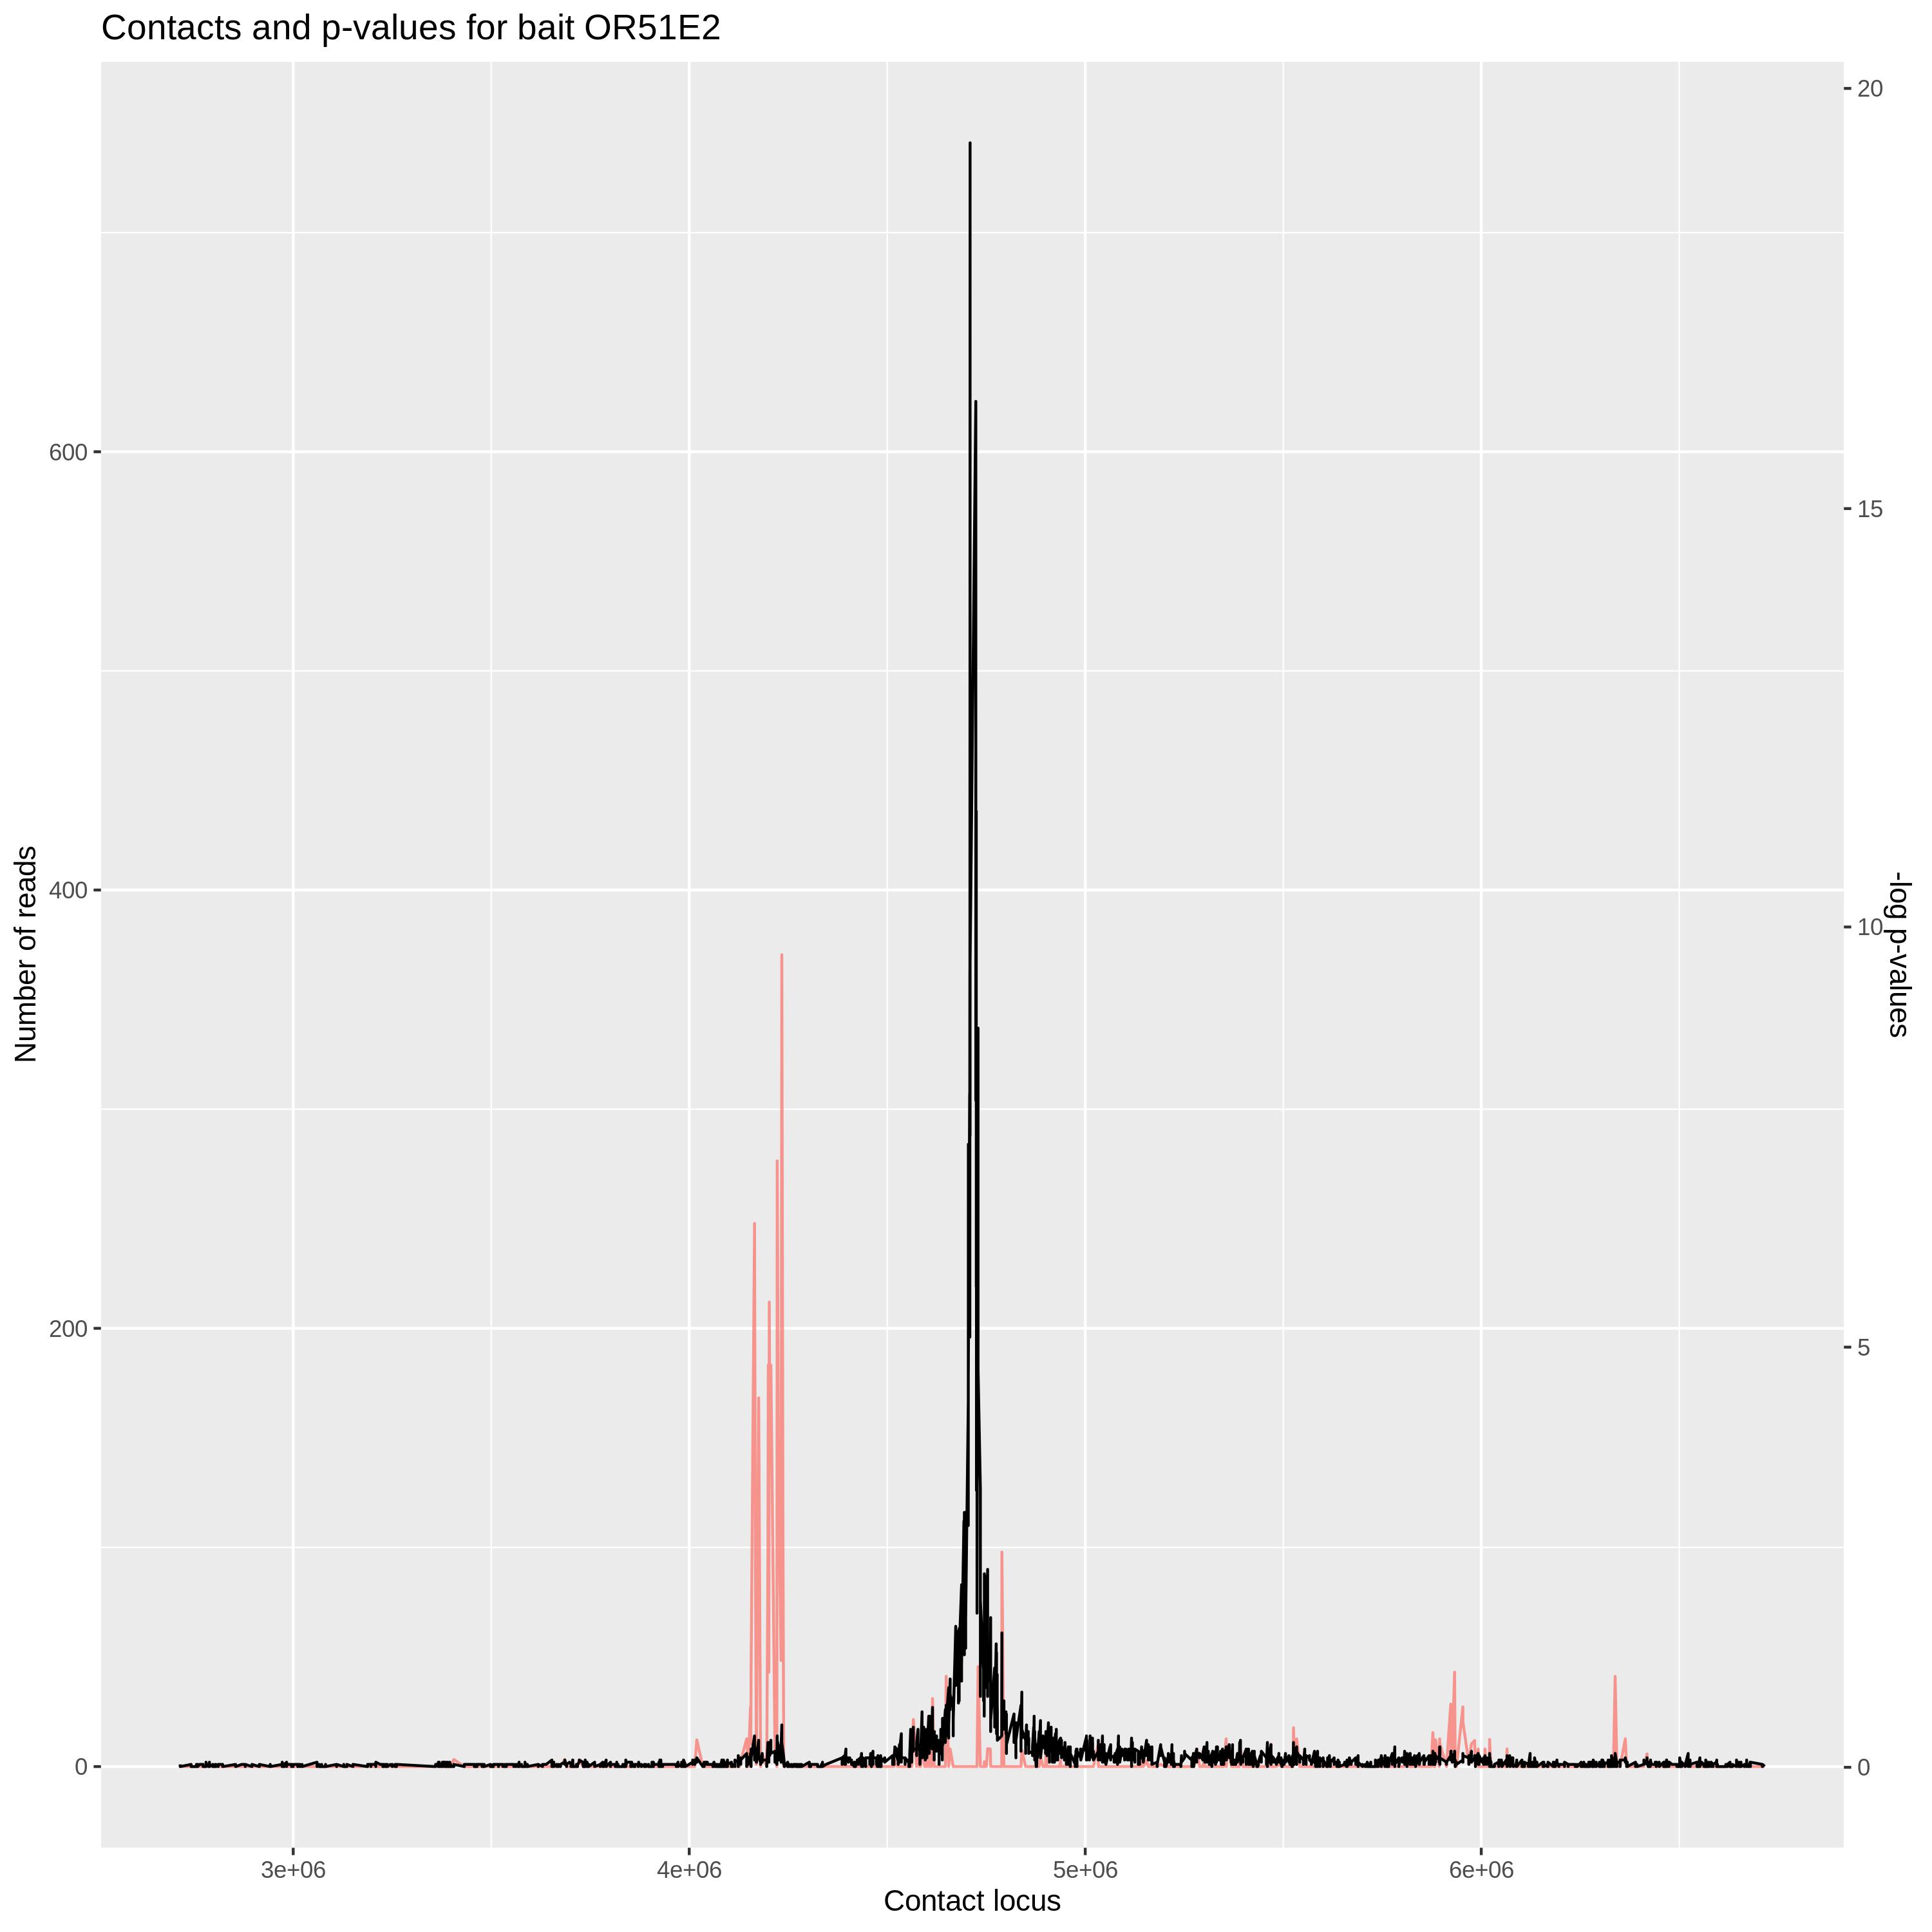 Contacts and p-values for bait OR51E2
Number of reads
600
400
200
0
20
15
10
5
0
-log p-values
3e+06
4e+06
5e+06
6e+06
Contact locus